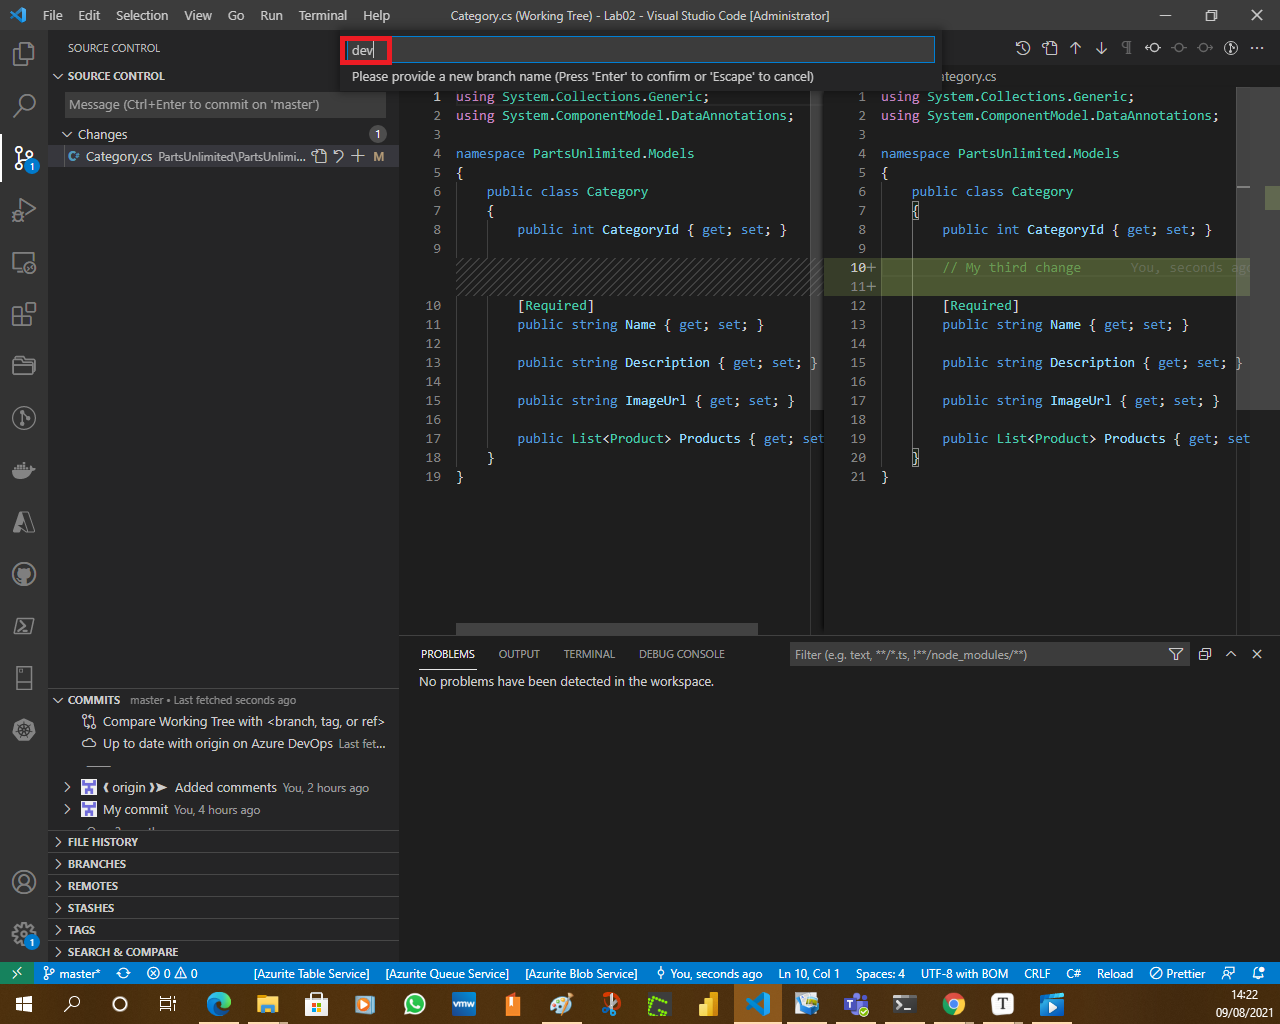 File Edit Selection View Go Run Terminal Help
Category.cs (Working Tree) - Lab02 - Visual Studio Code [Administrator]
dev
Please provide a new branch name (Press 'Enter' to confirm or 'Escape' to cancel)
SOURCE CONTROL
SOURCE CONTROL
Message (Ctrl+Enter to commit on 'master')
Changes 1
Category.cs PartsUnlimited\PartsUnlimi... M
1
COMMITS master • Last fetched seconds ago
Compare Working Tree with <branch, tag, or ref>
Up to date with origin on Azure DevOps Last fet...
origin Added comments You, 2 hours ago
My commit You, 4 hours ago
FILE HISTORY
BRANCHES
REMOTES
STASHES
TAGS
SEARCH & COMPARE
1
1 using System.Collections.Generic;
2 using System.ComponentModel.DataAnnotations;
3
4 namespace PartsUnlimited.Models
5 {
6 public class Category
7 {
8 public int CategoryId { get; set; }
9
10 [Required]
11 public string Name { get; set; }
12
13 public string Description { get; set; }
14
15 public string ImageUrl { get; set; }
16
17 public List<Product> Products { get; set
18 }
19 }
ategory.cs
1 using System.Collections.Generic;
2 using System.ComponentModel.DataAnnotations;
3
4 namespace PartsUnlimited.Models
5 {
6 public class Category
7 {
8 public int CategoryId { get; set; }
9
10+ // My third change You, seconds ago
11+
12 [Required]
13 public string Name { get; set; }
14
15 public string Description { get; set; }
16
17 public string ImageUrl { get; set; }
18
19 public List<Product> Products { get; set
20 }
21 }
PROBLEMS OUTPUT TERMINAL DEBUG CONSOLE
Filter (e.g. text, **/*.ts, !**/node_modules/**)
No problems have been detected in the workspace.
master* 0 0 [Azurite Table Service] [Azurite Queue Service] [Azurite Blob Service] You, seconds ago Ln 10, Col 1 Spaces: 4 UTF-8 with BOM CRLF C# Reload Prettier
vmw
T
14:22
09/08/2021